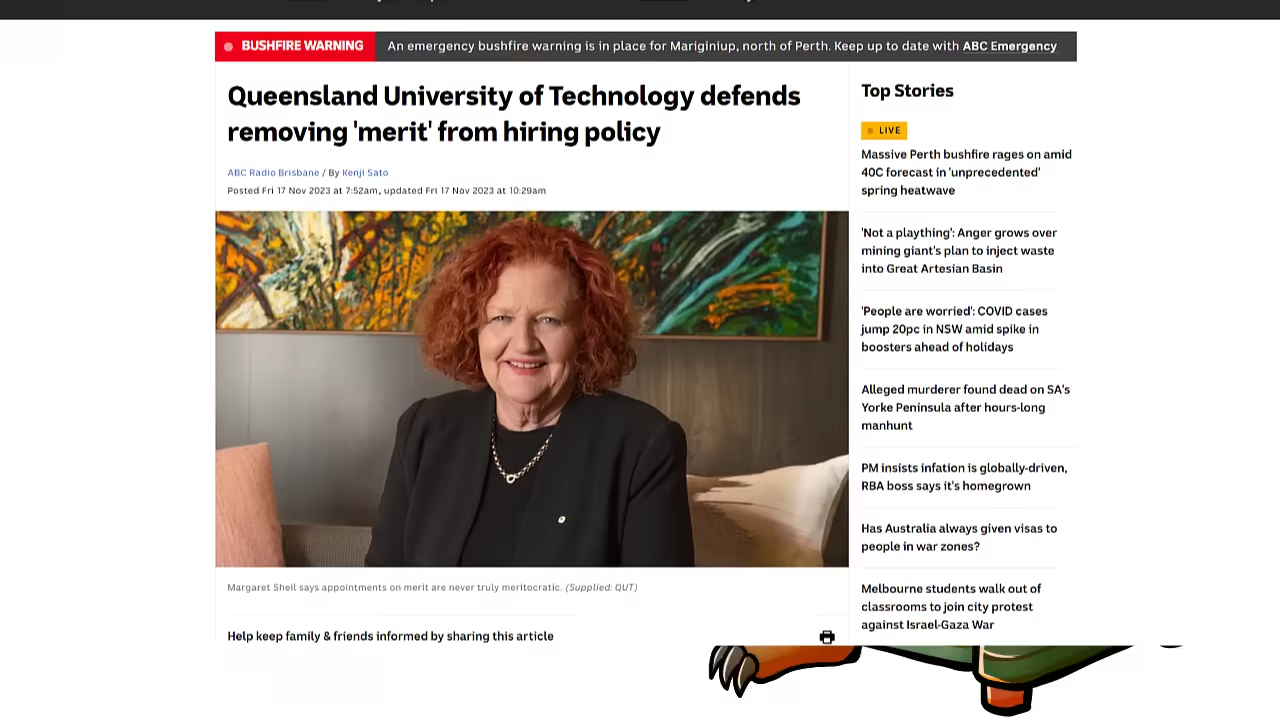 BUSHFIRE WARNING
An emergency bushfire warning is in place for Mariginiup, north of Perth. Keep up to date with ABC Emergency
Queensland University of Technology defends
removing 'merit' from hiring policy
ABC Radio Brisbane / By Kenji Sato
Posted Fri 17 Nov 2023 at 7:52am, updated Fri 17 Nov 2023 at 10:29am
Margaret Sheil says appointments on merit are never truly meritocratic. (Supplied: QUT)
Help keep family & friends informed by sharing this article
Top Stories
LIVE
Massive Perth bushfire rages on amid
40C forecast in 'unprecedented'
spring heatwave
'Not a plaything': Anger grows over
mining giant's plan to inject waste
into Great Artesian Basin
'People are worried': COVID cases
jump 20pc in NSW amid spike in
boosters ahead of holidays
Alleged murderer found dead on SA's
Yorke Peninsula after hours-long
manhunt
PM insists infation is globally-driven,
RBA boss says it's homegrown
Has Australia always given visas to
people in war zones?
Melbourne students walk out of
classrooms to join city protest
against Israel-Gaza War